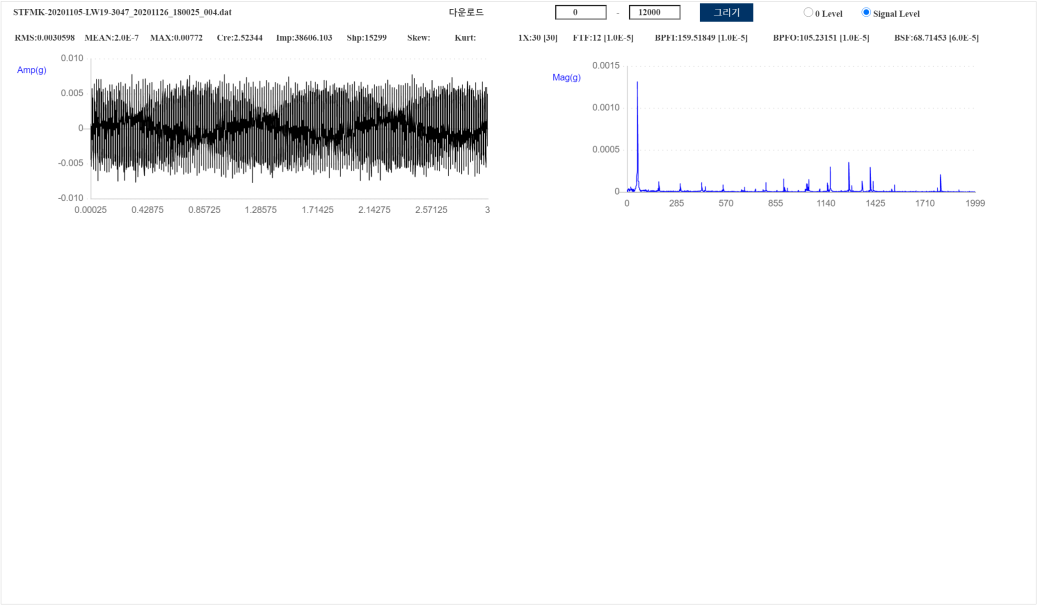 STFMK-20201105-LW19-3047_20201126_180025_004.dat 다운로드 0 - 12000 그리기 0 Level Signal Level
RMS:0.0030598 MEAN:2.0E-7 MAX:0.00772 Cre:2.52344 Imp:38606.103 Shp:15299 Skew: Kurt: 1X:30 [30] FTF:12 [1.0E-5] BPFI:159.51849 [1.0E-5] BPFO:105.23151 [1.0E-5] BSF:68.71453 [6.0E-5]
Amp(g)
0.010
0.005
0
-0.005
-0.010
0.00025 0.42875 0.85725 1.28575 1.71425 2.14275 2.57125 3
Mag(g)
0.0015
0.0010
0.0005
0
0 285 570 855 1140 1425 1710 1999